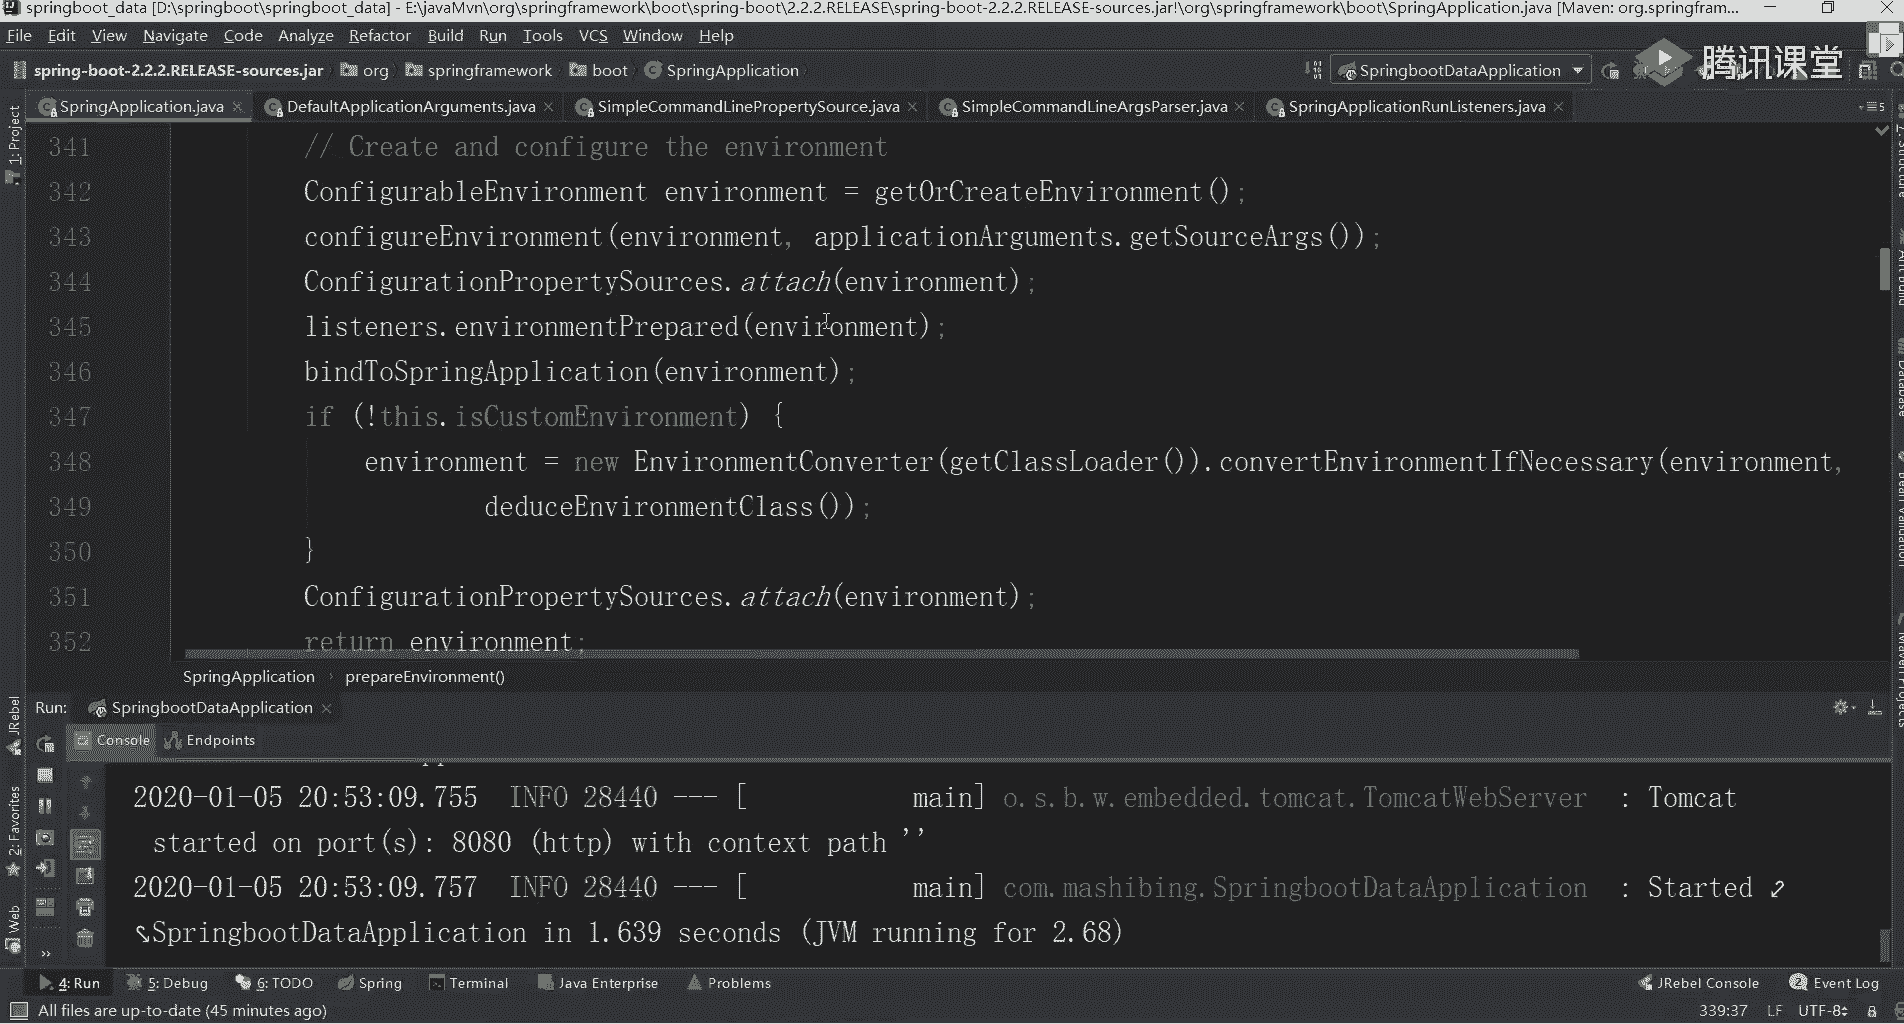 springboot_data [D:\springboot\springboot_data] - E:\javaMvn\org\springframework\boot\spring-boot\2.2.2.RELEASE\spring-boot-2.2.2.RELEASE-sources.jar!\org\springframework\boot\SpringApplication.java [Maven: org.springfram...
File Edit View Navigate Code Analyze Refactor Build Run Tools VCS Window Help
spring-boot-2.2.2.RELEASE-sources.jar org springframework boot SpringApplication SpringbootDataApplication 腾讯课堂
SpringApplication.java DefaultApplicationArguments.java SimpleCommandLinePropertySource.java SimpleCommandLineArgsParser.java SpringApplicationRunListeners.java 5
1: Project
341 // Create and configure the environment
342 ConfigurableEnvironment environment = getOrCreateEnvironment();
343 configureEnvironment(environment, applicationArguments.getSourceArgs());
344 ConfigurationPropertySources.attach(environment);
345 listeners.environmentPrepared(environment);
346 bindToSpringApplication(environment);
347 if (!this.isCustomEnvironment) {
348 environment = new EnvironmentConverter(getClassLoader()).convertEnvironmentIfNecessary(environment,
349 deduceEnvironmentClass());
350 }
351 ConfigurationPropertySources.attach(environment);
352 return environment;
SpringApplication › prepareEnvironment()
Run: SpringbootDataApplication
JRebel
Console Endpoints
2020-01-05 20:53:09.755 INFO 28440 --- [ main] o.s.b.w.embedded.tomcat.TomcatWebServer : Tomcat
started on port(s): 8080 (http) with context path ''
2020-01-05 20:53:09.757 INFO 28440 --- [ main] com.mashibing.SpringbootDataApplication : Started
SpringbootDataApplication in 1.639 seconds (JVM running for 2.68)
2: Favorites
Web
4: Run 5: Debug 6: TODO Spring Terminal Java Enterprise Problems JRebel Console 2 Event Log
All files are up-to-date (45 minutes ago) 339:37 LF UTF-8